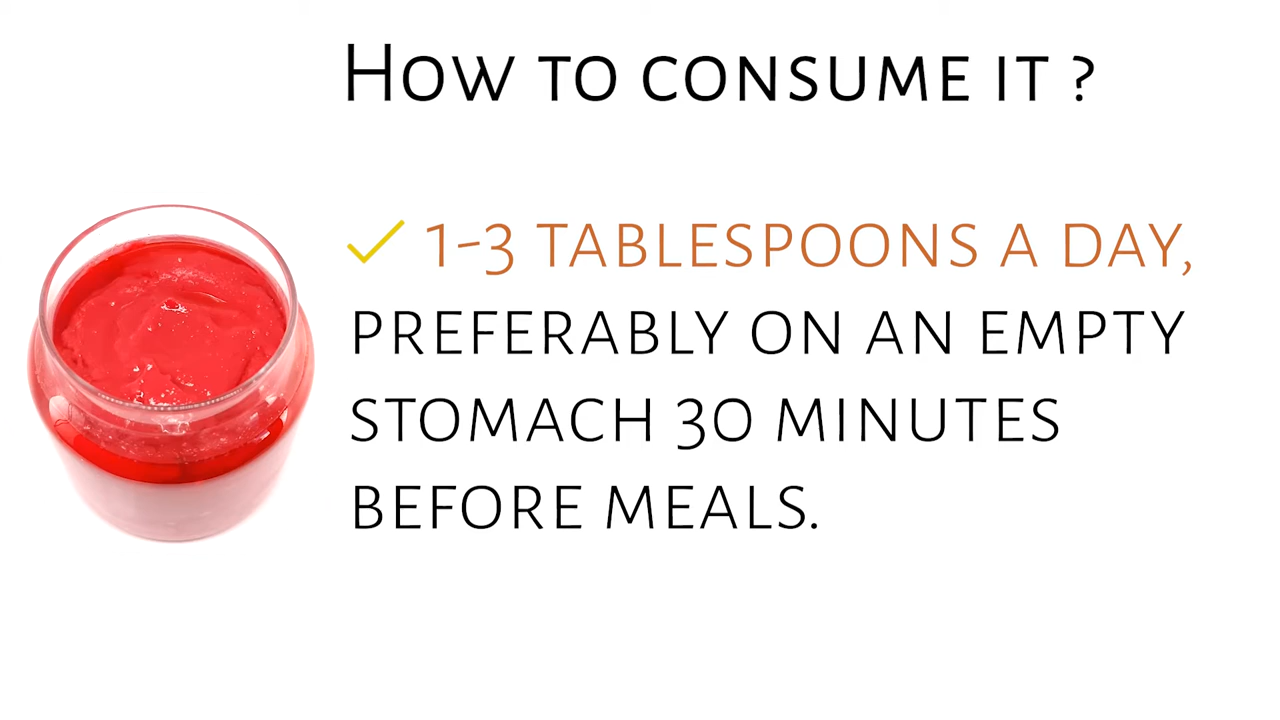 How to consume it ?
✓ 1-3 TABLESPOONS A DAY,
PREFERABLY ON AN EMPTY
STOMACH 30 MINUTES
BEFORE MEALS.